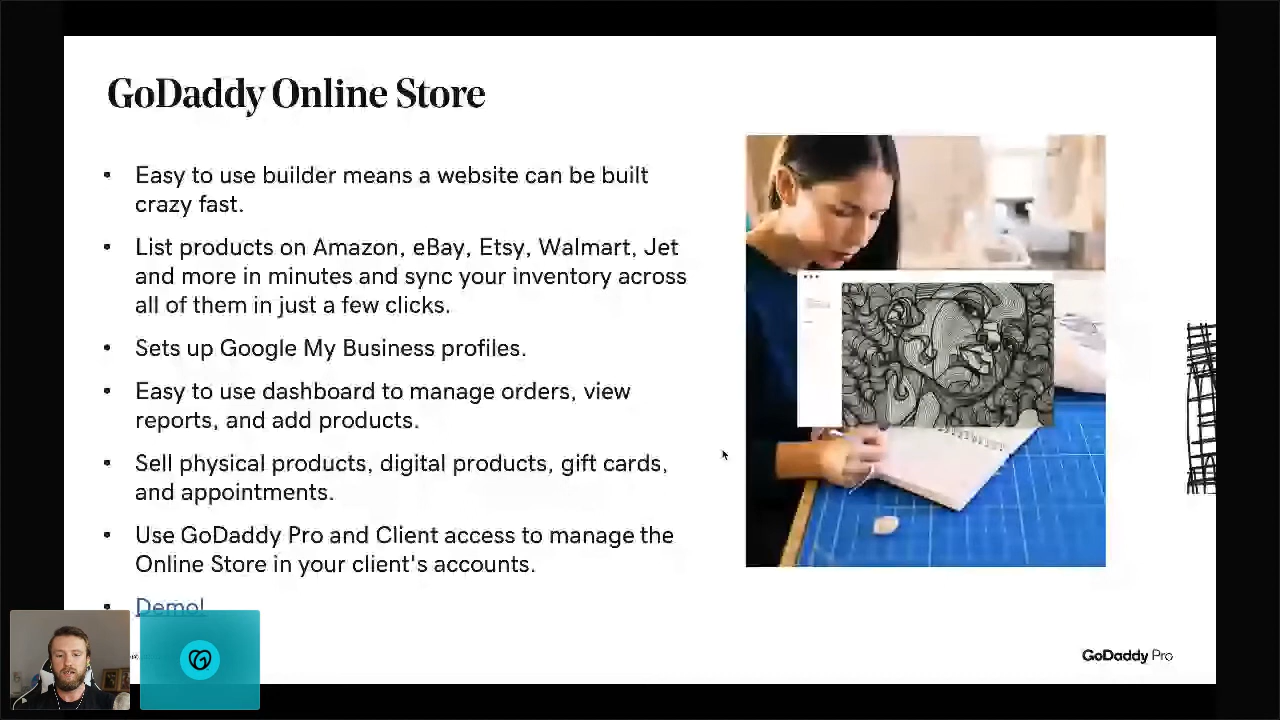 GoDaddy Online Store
• Easy to use builder means a website can be built
crazy fast.
• List products on Amazon, eBay, Etsy, Walmart, Jet
and more in minutes and sync your inventory across
all of them in just a few clicks.
• Sets up Google My Business profiles.
• Easy to use dashboard to manage orders, view
reports, and add products.
• Sell physical products, digital products, gift cards,
and appointments.
• Use GoDaddy Pro and Client access to manage the
Online Store in your client's accounts.
• Demo!
GoDaddy Pro